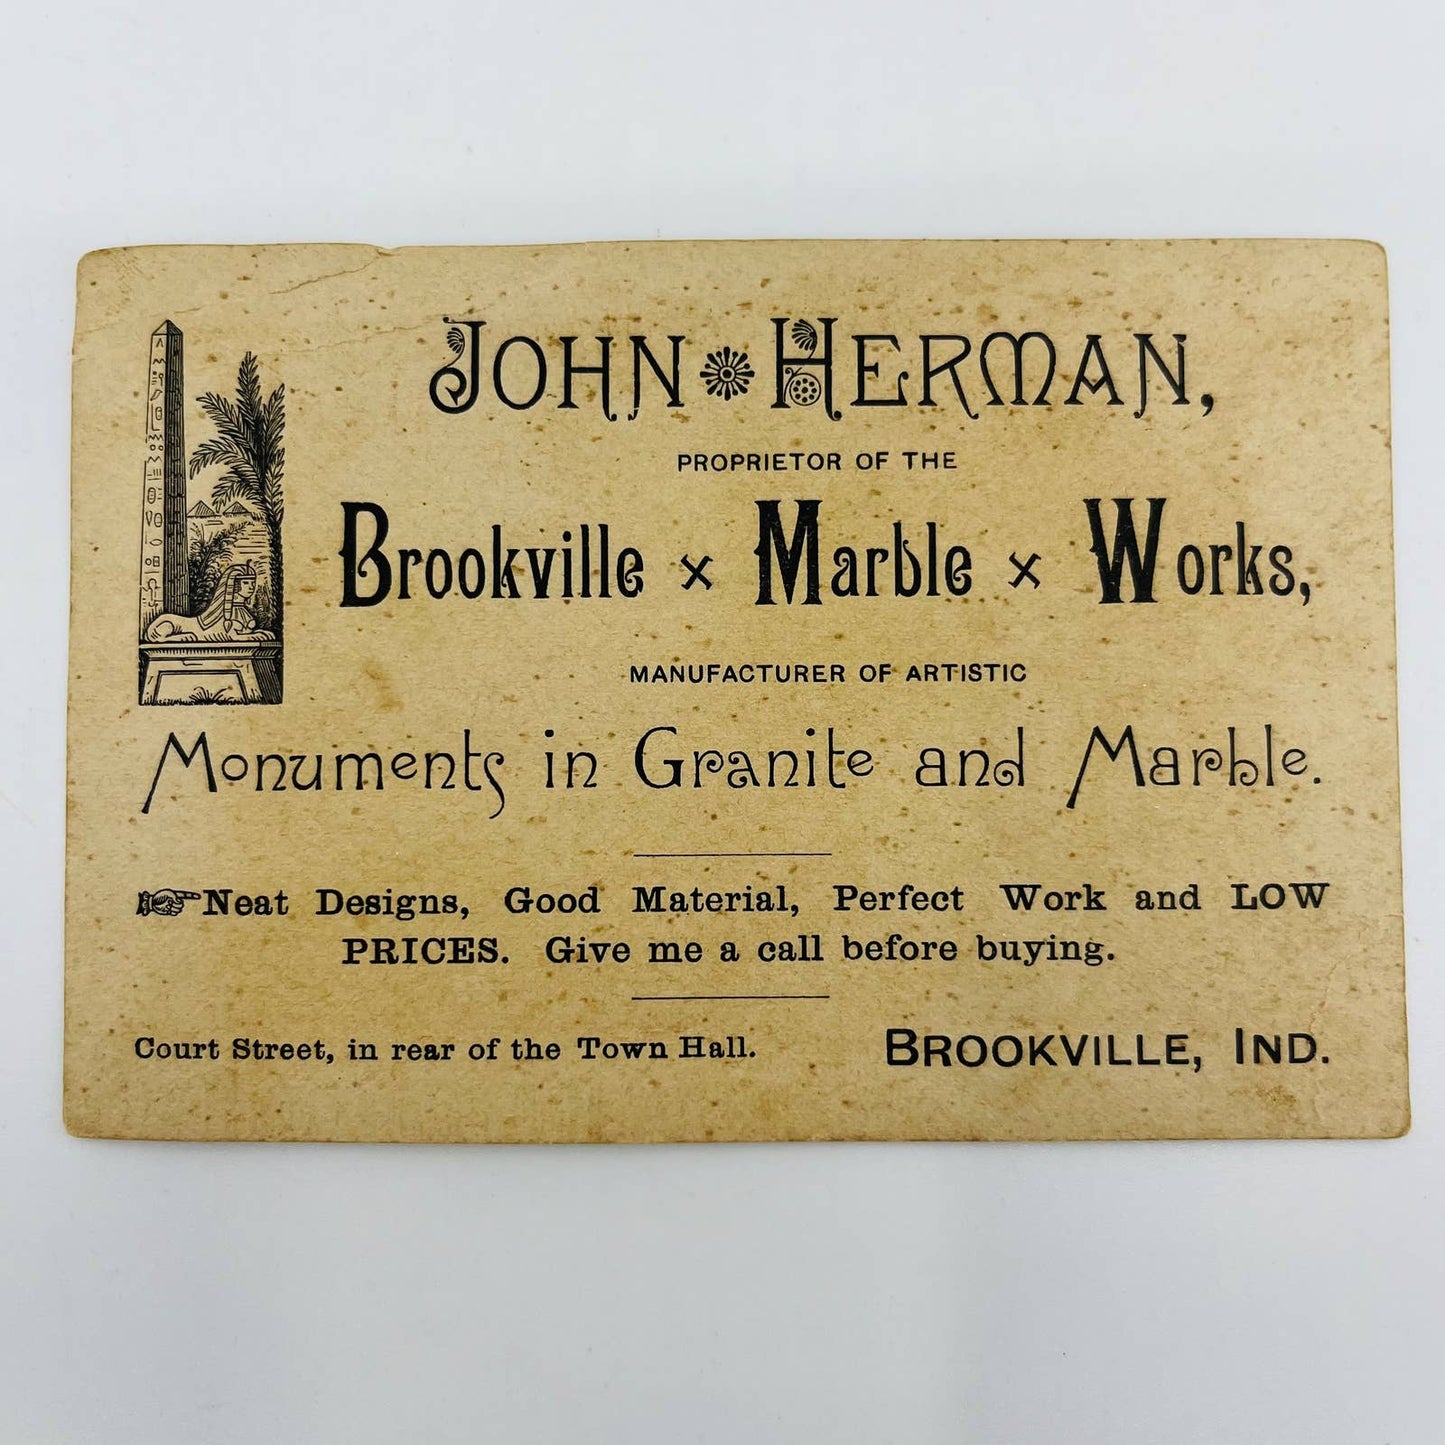 JOHN HERMAN,
PROPRIETOR OF THE
Brookville × Marble × Works,
MANUFACTURER OF ARTISTIC
Monuments in Granite and Marble.
☞Neat Designs, Good Material, Perfect Work and LOW
PRICES. Give me a call before buying.
Court Street, in rear of the Town Hall.
BROOKVILLE, IND.